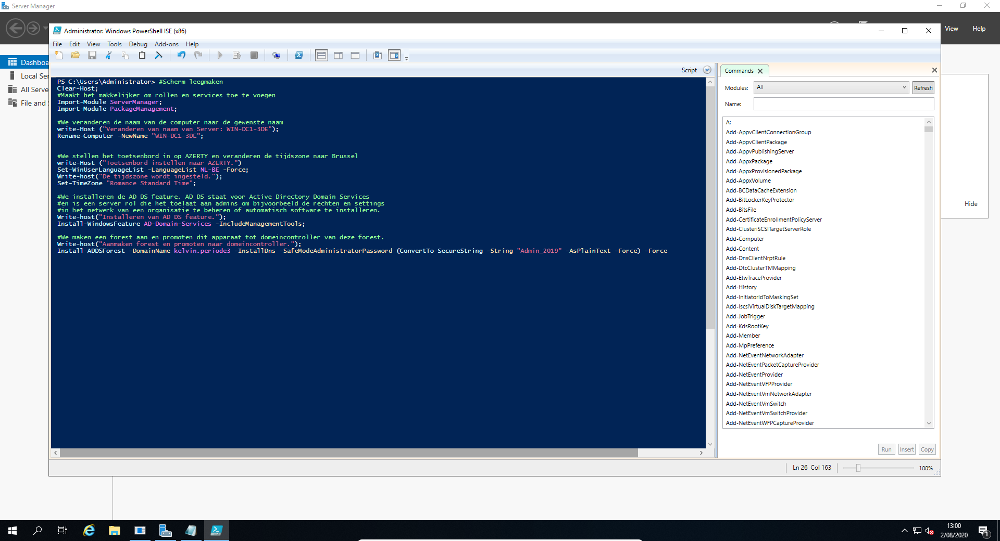 Server Manager
View
Help
Dashboa
Local Ser
All Serve
File and S
Hide
Administrator: Windows PowerShell ISE (x86)
File Edit View Tools Debug Add-ons Help
Script
PS C:\Users\Administrator> #Scherm leegmaken
Clear-Host;
#Maakt het makkelijker om rollen en services toe te voegen
Import-Module ServerManager;
Import-Module PackageManagement;
#We veranderen de naam van de computer naar de gewenste naam
write-Host ("Veranderen van naam van Server: WIN-DC1-3DE");
Rename-Computer -NewName "WIN-DC1-3DE";
#We stellen het toetsenbord in op AZERTY en veranderen de tijdszone naar Brussel
write-Host ("Toetsenbord instellen naar AZERTY.")
Set-WinUserLanguageList -LanguageList NL-BE -Force;
Write-host("De tijdszone wordt ingesteld.");
Set-TimeZone "Romance Standard Time";
#We installeren de AD DS feature. AD DS staat voor Active Directory Domain Services
#en is een server rol die het toelaat aan admins om bijvoorbeeld de rechten en settings
#in het netwerk van een organisatie te beheren of automatisch software te installeren.
Write-host("Installeren van AD DS feature.");
Install-WindowsFeature AD-Domain-Services -IncludeManagementTools;
#We maken een forest aan en promoten dit apparaat tot domeincontroller van deze forest.
Write-host("Aanmaken forest en promoten naar domeincontroller.");
Install-ADDSForest -DomainName kelvin.periode3 -InstallDns -SafeModeAdministratorPassword (ConvertTo-SecureString -String "Admin_2019" -AsPlainText -Force) -Force
Commands
Modules: All Refresh
Name:
A:
Add-AppvClientConnectionGroup
Add-AppvClientPackage
Add-AppvPublishingServer
Add-AppxPackage
Add-AppxProvisionedPackage
Add-AppxVolume
Add-BCDataCacheExtension
Add-BitLockerKeyProtector
Add-BitsFile
Add-CertificateEnrollmentPolicyServer
Add-ClusteriSCSITargetServerRole
Add-Computer
Add-Content
Add-DnsClientNrptRule
Add-DtcClusterTMMapping
Add-EtwTraceProvider
Add-History
Add-InitiatorIdToMaskingSet
Add-IscsiVirtualDiskTargetMapping
Add-JobTrigger
Add-KdsRootKey
Add-Member
Add-MpPreference
Add-NetEventNetworkAdapter
Add-NetEventPacketCaptureProvider
Add-NetEventProvider
Add-NetEventVFPProvider
Add-NetEventVmNetworkAdapter
Add-NetEventVmSwitch
Add-NetEventVmSwitchProvider
Add-NetEventWFPCaptureProvider
Run Insert Copy
Ln 26 Col 163
100%
13:00
2/08/2020
1